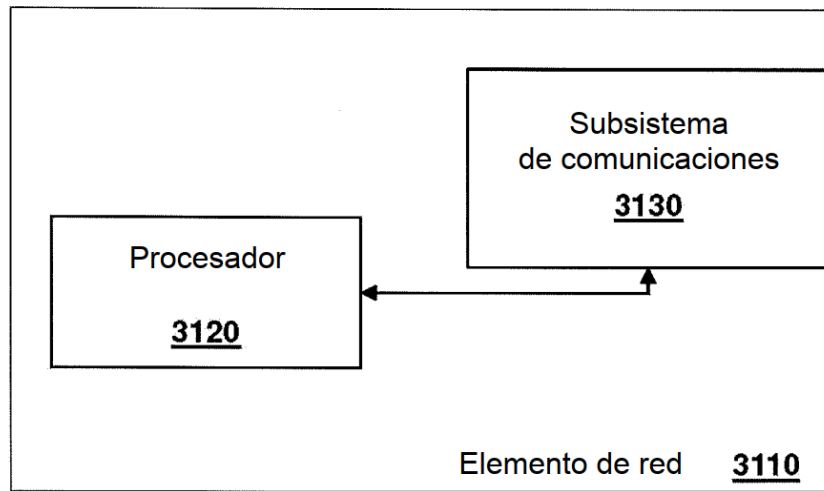 Subsistema
de comunicaciones
3130
Procesador
3120
Elemento de red 3110